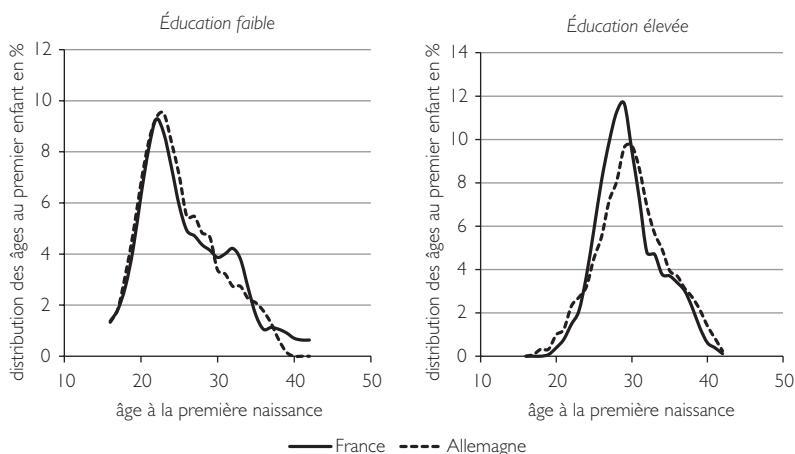 Éducation faible
distribution des âges au premier enfant en %
12
10
8
6
4
2
0
10 20 30 40 50
âge à la première naissance
Éducation élevée
distribution des âges au premier enfant en %
14
12
10
8
6
4
2
0
10 20 30 40 50
âge à la première naissance
France Allemagne